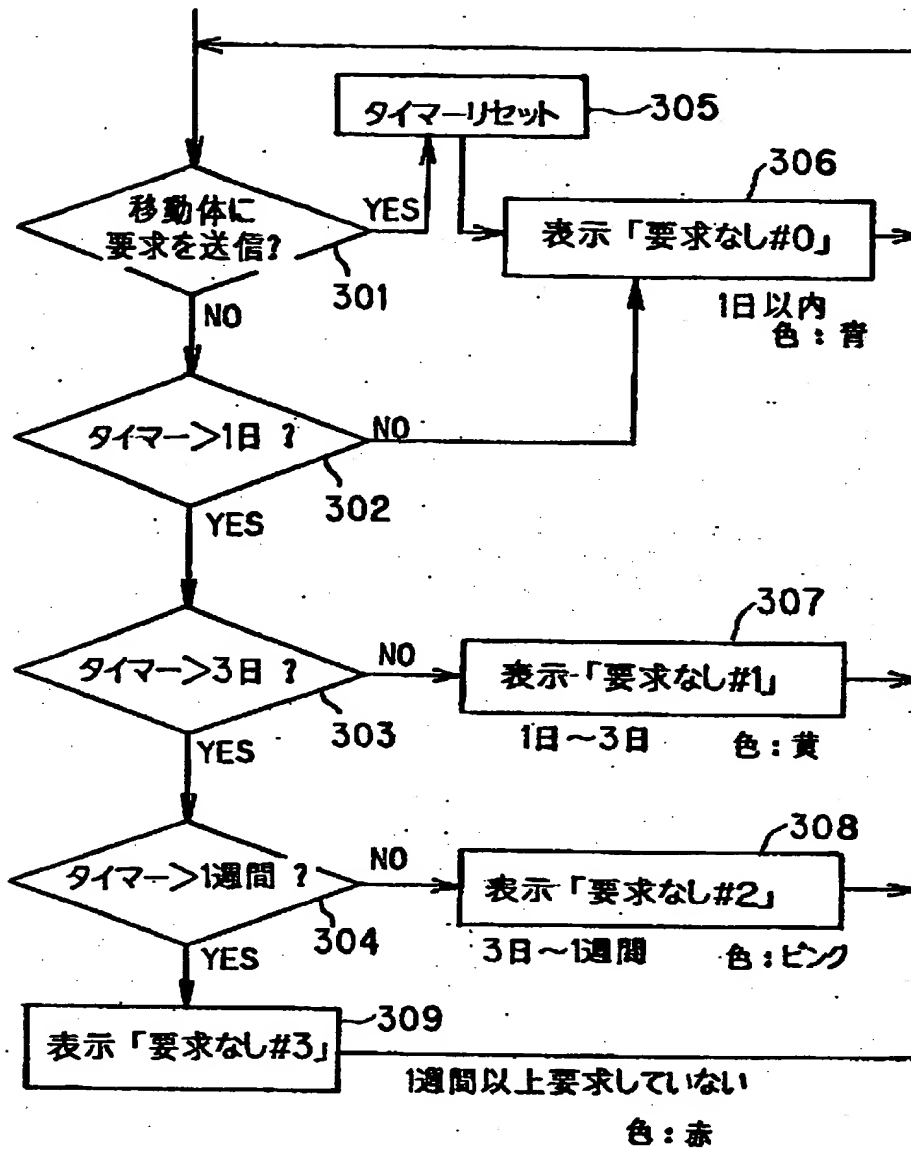 タイマーリセット
305
移動体に
要求を送信?
YES
301
306
表示「要求なし#0」
1日以内
色:青
NO
タイマー>1日 ?
NO
302
YES
307
タイマー>3日 ?
NO
303
表示「要求なし#1」
1日~3日
色:黄
YES
308
タイマー>1週間 ?
NO
304
表示「要求なし#2」
3日~1週間
色:ピンク
YES
309
表示「要求なし#3」
1週間以上要求していない
色:赤